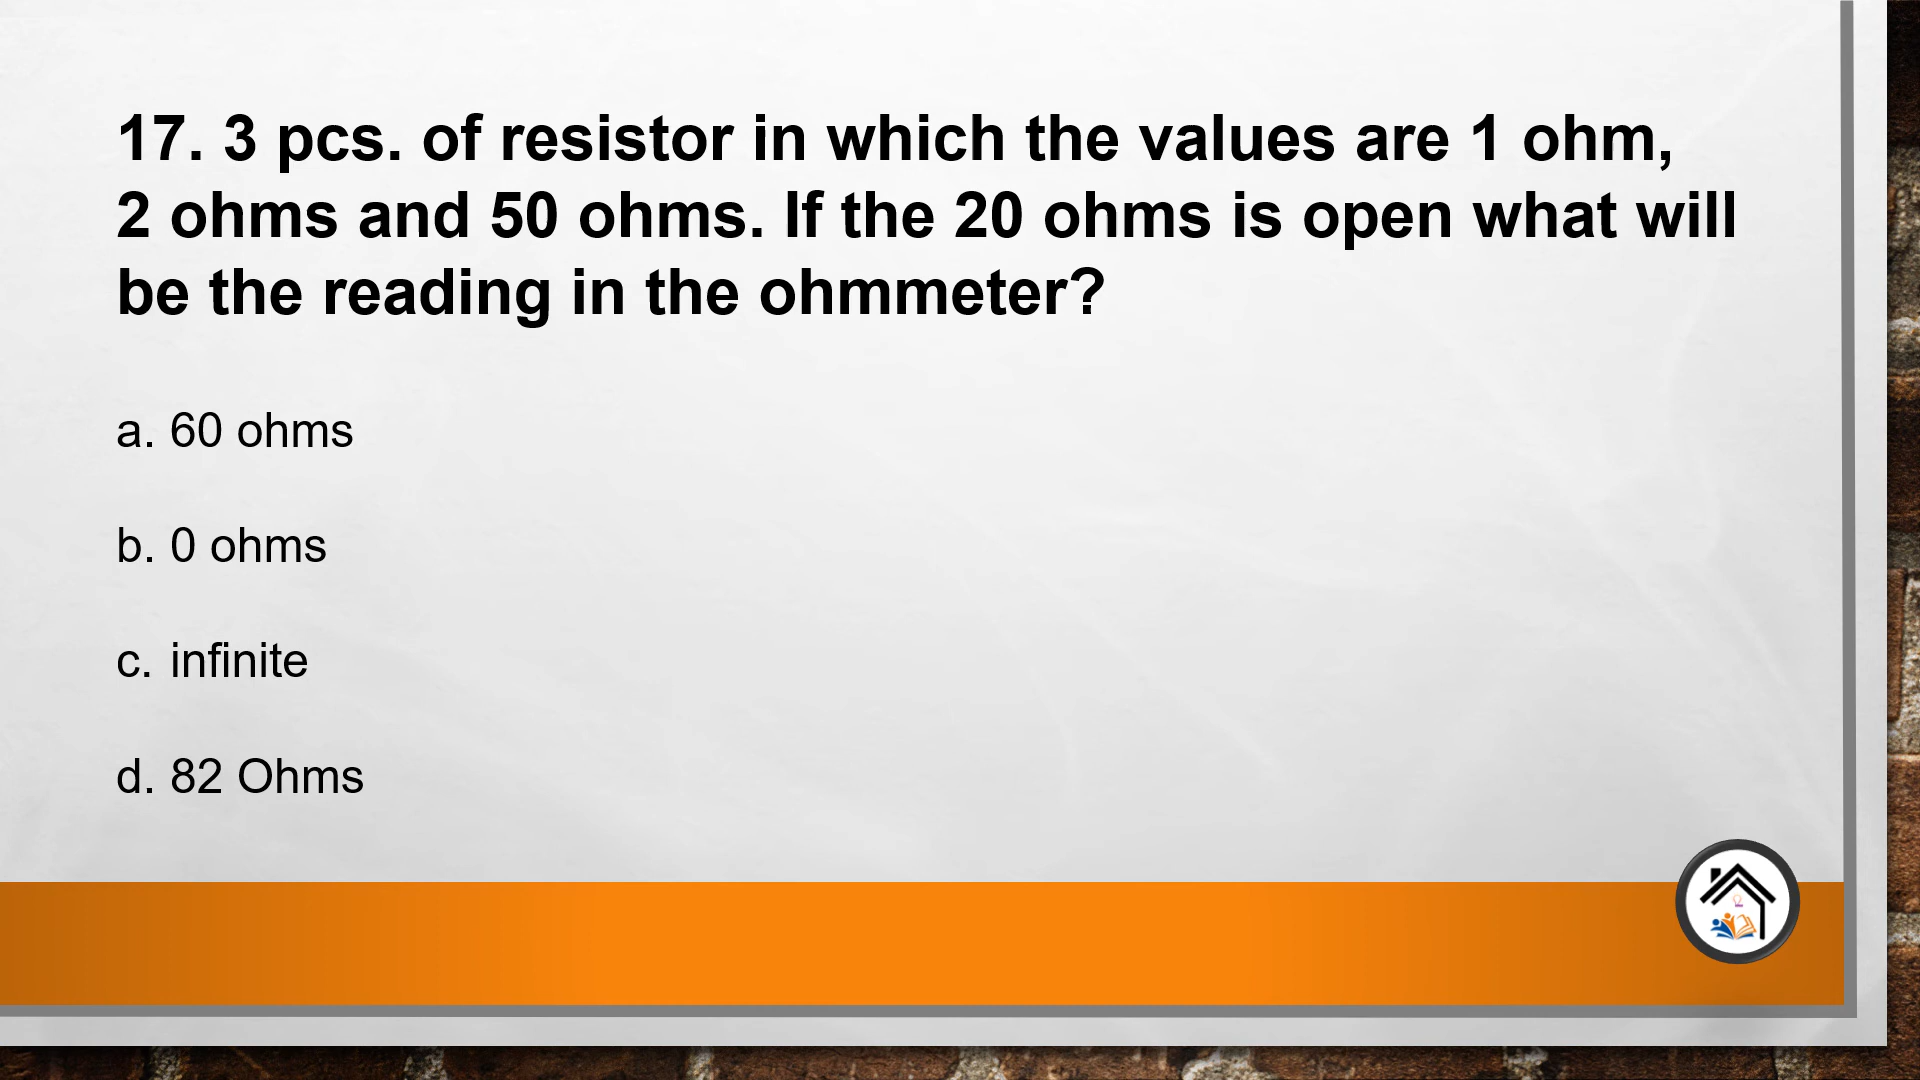 17. 3 pcs. of resistor in which the values are 1 ohm,
2 ohms and 50 ohms. If the 20 ohms is open what will
be the reading in the ohmmeter?
a. 60 ohms
b. 0 ohms
c. infinite
d. 82 Ohms